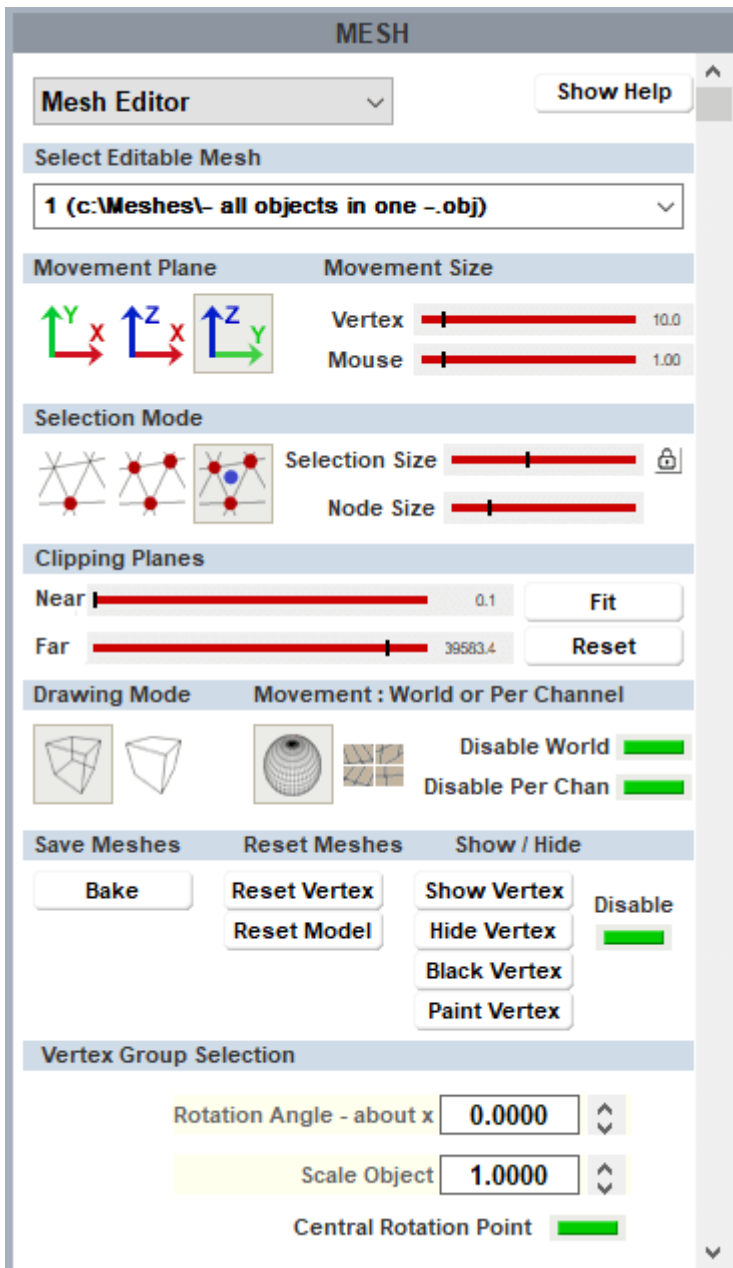 MESH
Mesh Editor
Show Help
Select Editable Mesh
1 (c:\Meshes\– all objects in one –.obj)
Movement Plane Movement Size
Y X Z X Z Y
Vertex 10.0
Mouse 1.00
Selection Mode
Selection Size
Node Size
Clipping Planes
Near 0.1 Fit
Far 39583.4 Reset
Drawing Mode Movement : World or Per Channel
Disable World
Disable Per Chan
Save Meshes Reset Meshes Show / Hide
Bake Reset Vertex Show Vertex
Disable
Reset Model Hide Vertex
Black Vertex
Paint Vertex
Vertex Group Selection
Rotation Angle - about x 0.0000
Scale Object 1.0000
Central Rotation Point